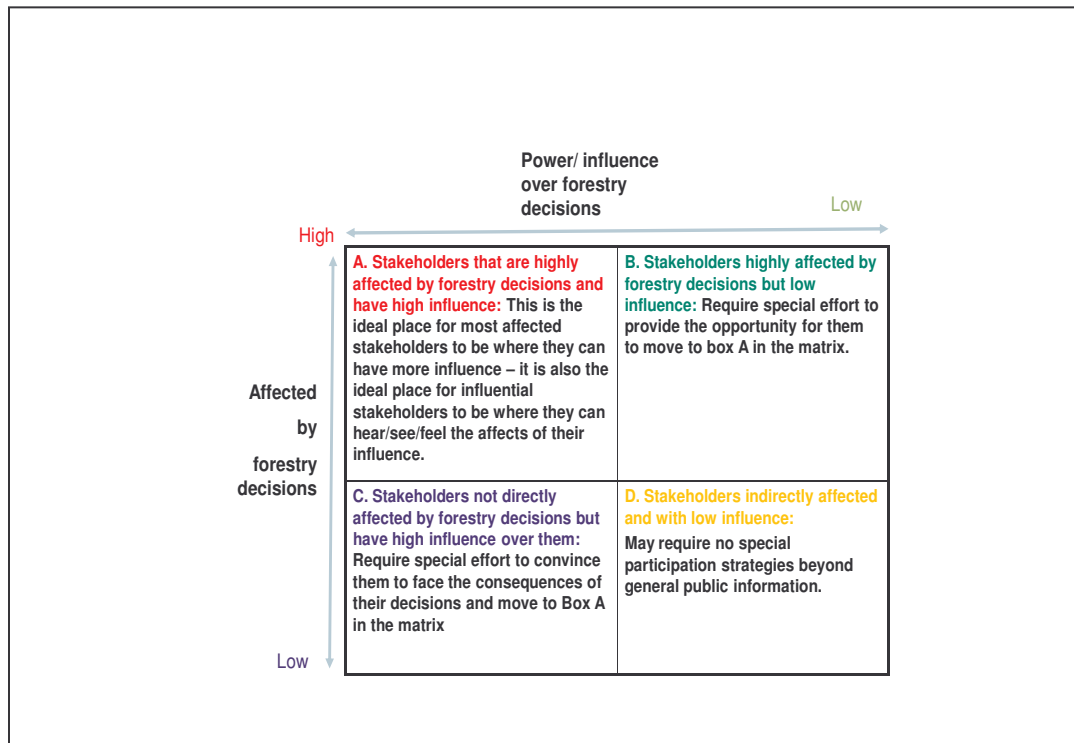 Power/ influence
over forestry
decisions
Low
High
A. Stakeholders that are highly
affected by forestry decisions and
have high influence: This is the
ideal place for most affected
stakeholders to be where they can
have more influence – it is also the
ideal place for influential
stakeholders to be where they can
hear/see/feel the affects of their
influence.
B. Stakeholders highly affected by
forestry decisions but low
influence: Require special effort to
provide the opportunity for them
to move to box A in the matrix.
Affected
by
forestry
decisions
C. Stakeholders not directly
affected by forestry decisions but
have high influence over them:
Require special effort to convince
them to face the consequences of
their decisions and move to Box A
in the matrix
D. Stakeholders indirectly affected
and with low influence:
May require no special
participation strategies beyond
general public information.
Low